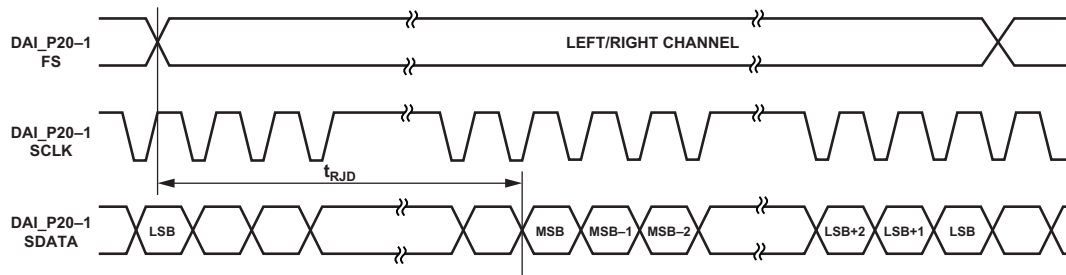 DAI_P20–1
FS
LEFT/RIGHT CHANNEL
DAI_P20–1
SCLK
tRJD
DAI_P20–1
SDATA
LSB
MSB
MSB–1
MSB–2
LSB+2
LSB+1
LSB